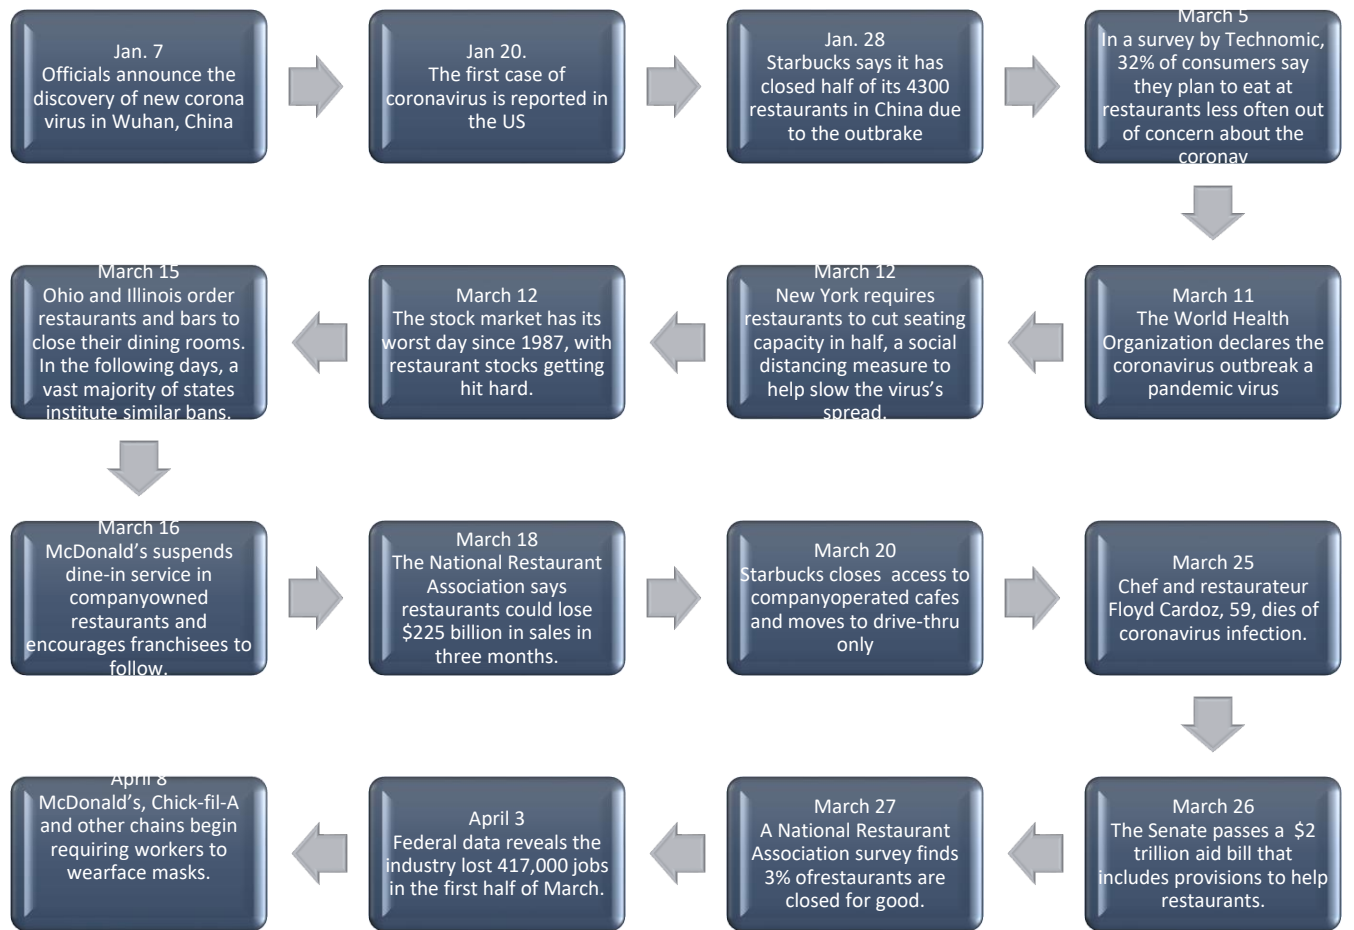 Jan. 7
Officials announce the
discovery of new corona
virus in Wuhan, China
Jan 20.
The first case of
coronavirus is reported in
the US
Jan. 28
Starbucks says it has
closed half of its 4300
restaurants in China due
to the outbrake
March 5
In a survey by Technomic,
32% of consumers say
they plan to eat at
restaurants less often out
of concern about the
coronav
March 11
The World Health
Organization declares the
coronavirus outbreak a
pandemic virus
March 12
New York requires
restaurants to cut seating
capacity in half, a social
distancing measure to
help slow the virus’s
spread.
March 12
The stock market has its
worst day since 1987, with
restaurant stocks getting
hit hard.
March 15
Ohio and Illinois order
restaurants and bars to
close their dining rooms.
In the following days, a
vast majority of states
institute similar bans.
March 16
McDonald’s suspends
dine-in service in
companyowned
restaurants and
encourages franchisees to
follow.
March 18
The National Restaurant
Association says
restaurants could lose
$225 billion in sales in
three months.
March 20
Starbucks closes  access to
companyoperated cafes
and moves to drive-thru
only
March 25
Chef and restaurateur
Floyd Cardoz, 59, dies of
coronavirus infection.
March 26
The Senate passes a  $2
trillion aid bill that
includes provisions to help
restaurants.
March 27
A National Restaurant
Association survey finds
3% ofrestaurants are
closed for good.
April 3
Federal data reveals the
industry lost 417,000 jobs
in the first half of March.
April 8
McDonald’s, Chick-fil-A
and other chains begin
requiring workers to
wearface masks.